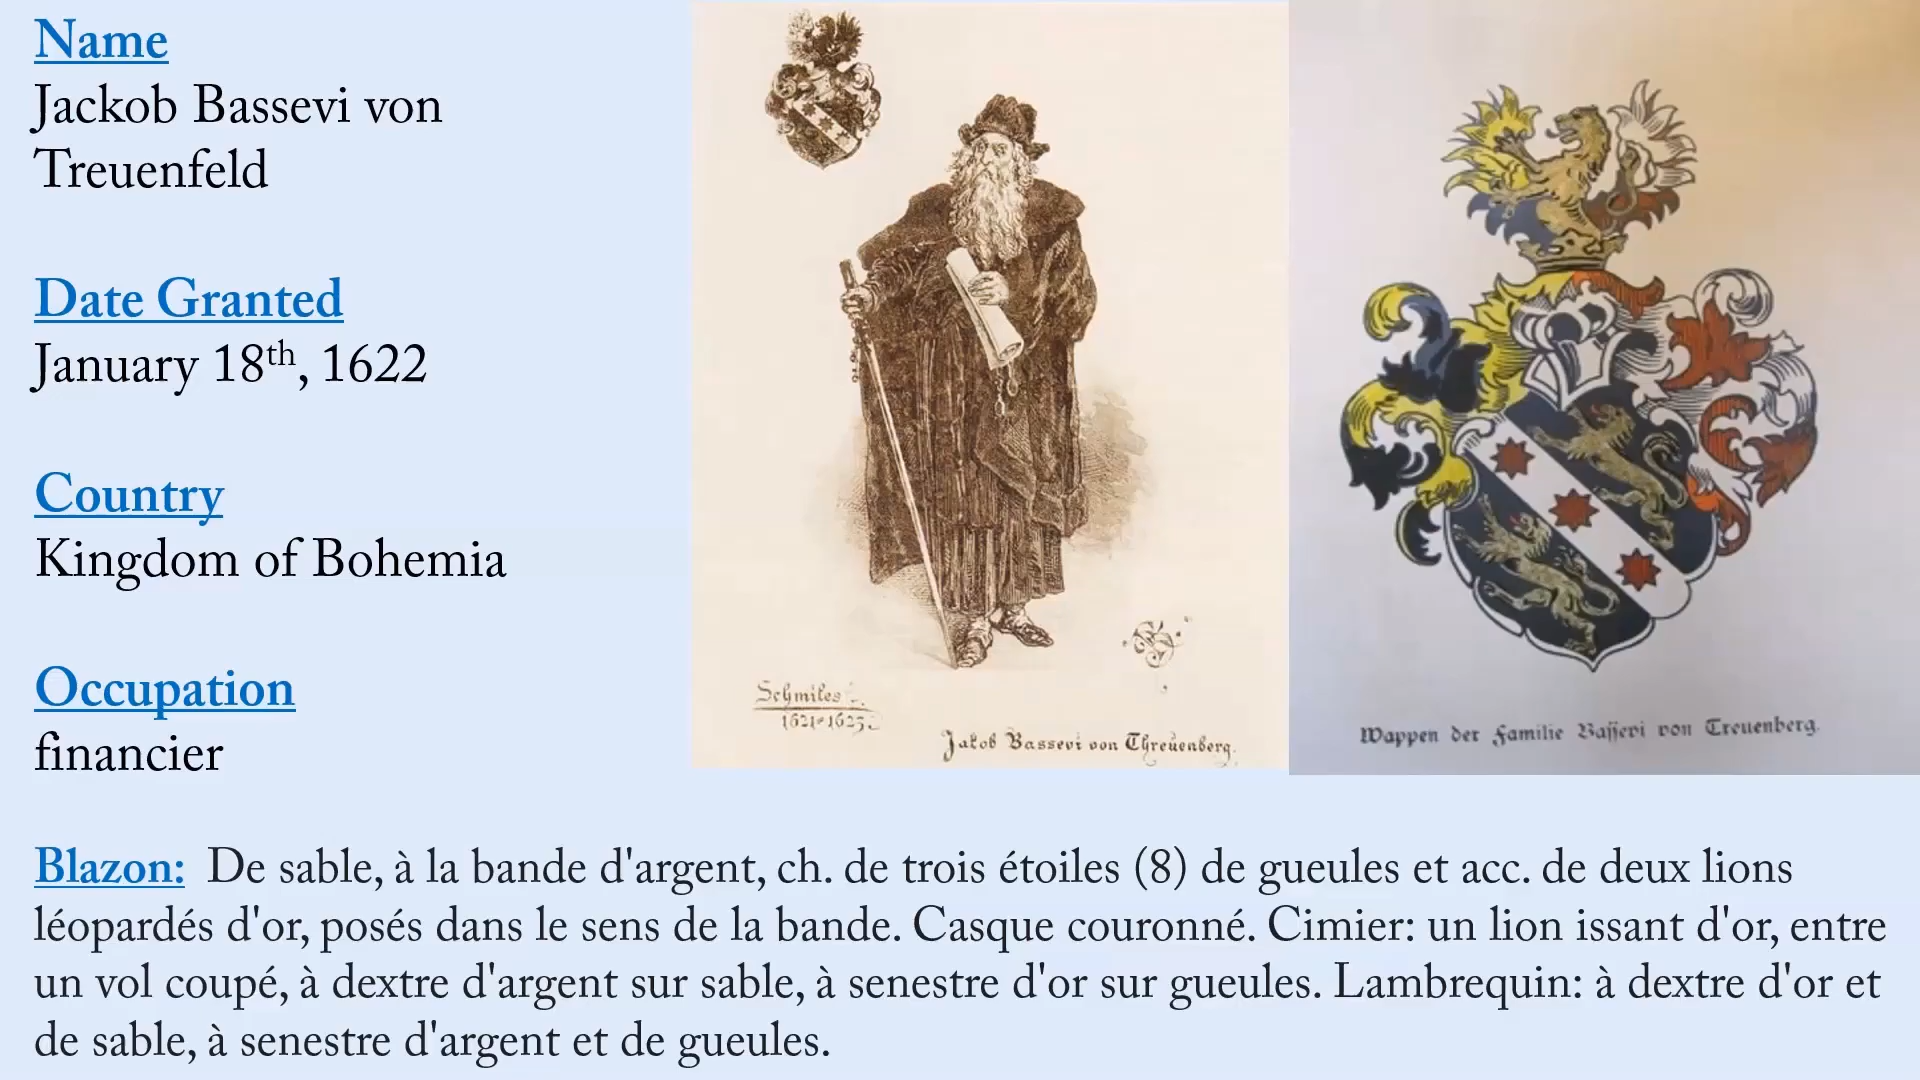 Name
Jackob Bassevi von
Treuenfeld
Date Granted
January 18th, 1622
Country
Kingdom of Bohemia
Occupation
financier
Schmiles
1621-1623.
Jakob Bassevi von Threuenberg.
Wappen der Familie Bassevi von Treuenberg.
Blazon: De sable, à la bande d'argent, ch. de trois étoiles (8) de gueules et acc. de deux lions
léopardés d'or, posés dans le sens de la bande. Casque couronné. Cimier: un lion issant d'or, entre
un vol coupé, à dextre d'argent sur sable, à senestre d'or sur gueules. Lambrequin: à dextre d'or et
de sable, à senestre d'argent et de gueules.